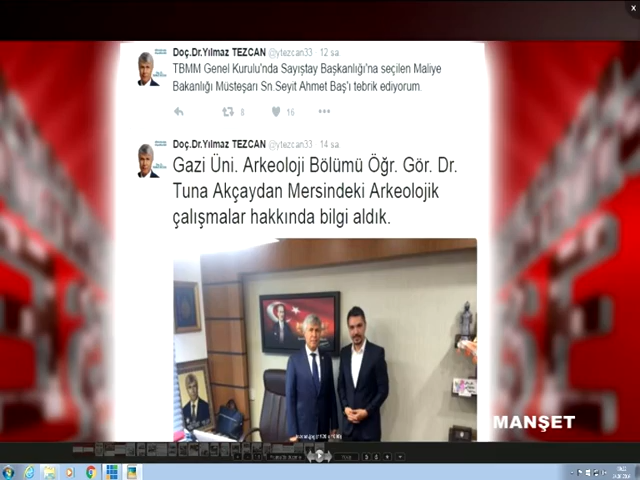 Doç.Dr.Yılmaz TEZCAN @ytezcan33 · 12 sa
TBMM Genel Kurulu'nda Sayıştay Başkanlığı'na seçilen Maliye
Bakanlığı Müsteşarı Sn.Seyit Ahmet Baş'ı tebrik ediyorum.
8 16
Doç.Dr.Yılmaz TEZCAN @ytezcan33 · 14 sa
Gazi Üni. Arkeoloji Bölümü Öğr. Gör. Dr.
Tuna Akçaydan Mersindeki Arkeolojik
çalışmalar hakkında bilgi aldık.
MANŞET